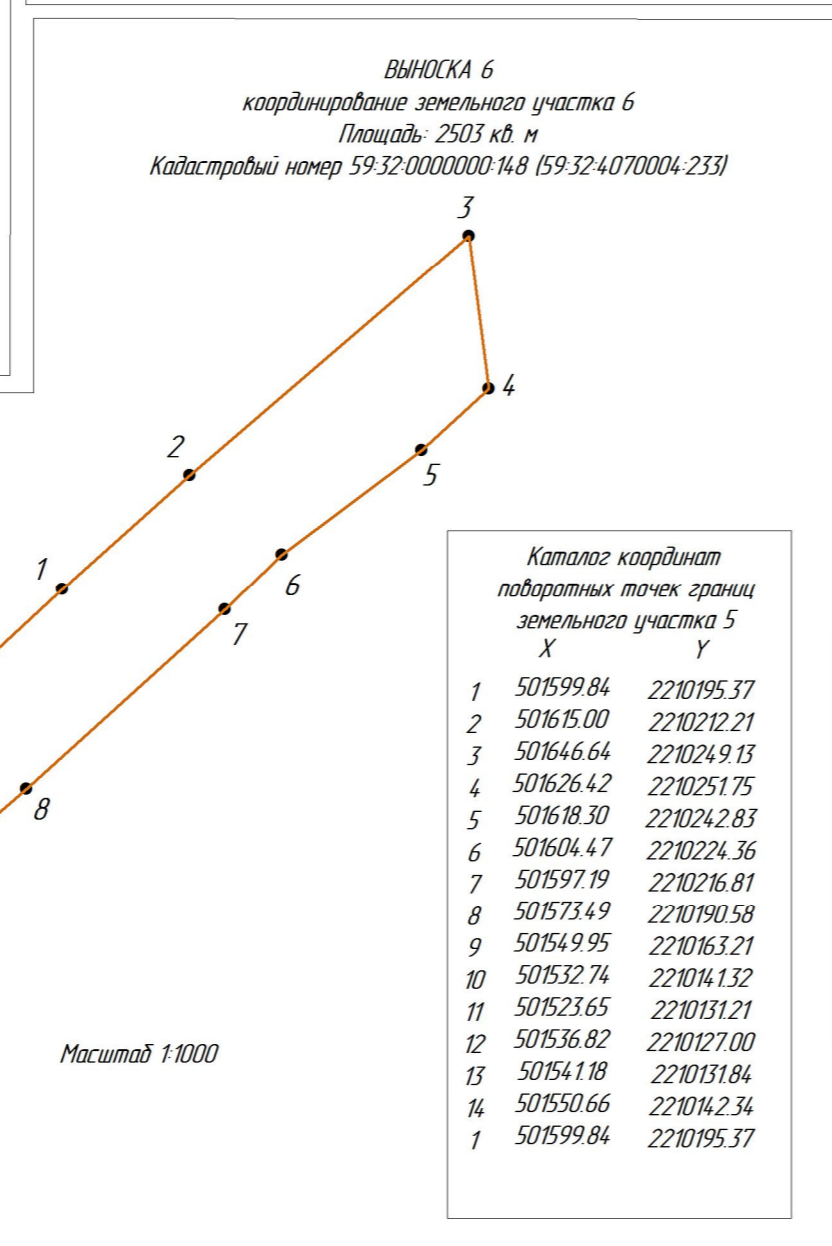 ВЫНОСКА 6
координирование земельного участка 6
Площадь: 2503 кв. м
Кадастровый номер 59:32:0000000:148 (59:32:4070004:233)
3
4
2
5
1
6
7
8
Каталог координат
поворотных точек границ
земельного участка 5
X Y
1 501599.84 2210195.37
2 501615.00 2210212.21
3 501646.64 2210249.13
4 501626.42 2210251.75
5 501618.30 2210242.83
6 501604.47 2210224.36
7 501597.19 2210216.81
8 501573.49 2210190.58
9 501549.95 2210163.21
10 501532.74 2210141.32
11 501523.65 2210131.21
12 501536.82 2210127.00
13 501541.18 2210131.84
14 501550.66 2210142.34
1 501599.84 2210195.37
Масштаб 1:1000